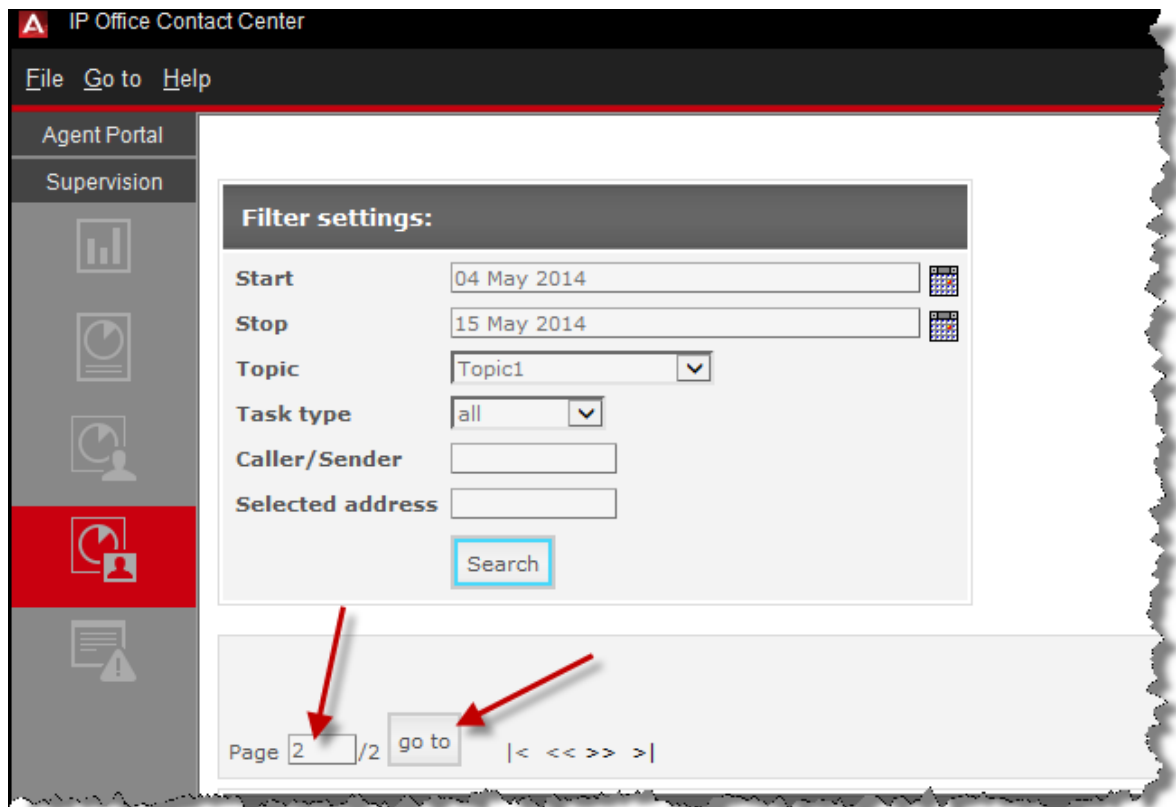 IP Office Contact Center
File Go to Help
Agent Portal
Supervision
Filter settings:
Start 04 May 2014
Stop 15 May 2014
Topic Topic1
Task type all
Caller/Sender
Selected address
Search
Page 2 /2 go to |< << >> >|